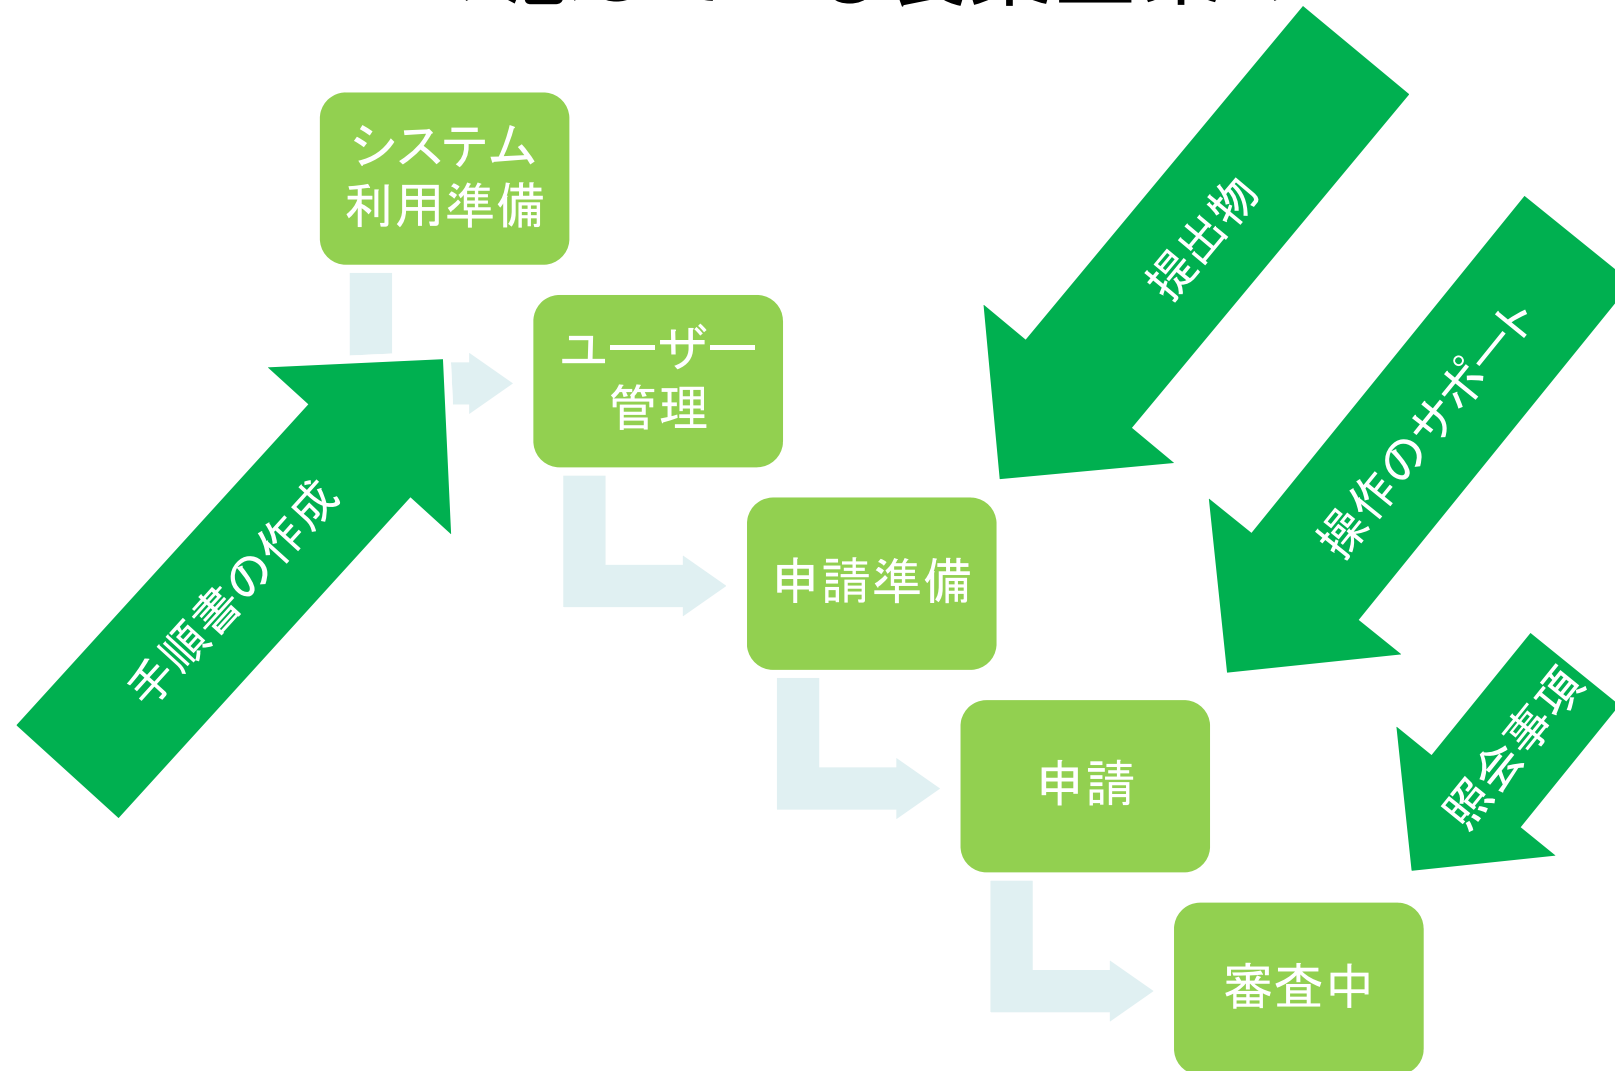 システム
利用準備
ユーザー
管理
申請準備
申請
審査中
手順書の作成
提出物
操作のサポート
照会事項